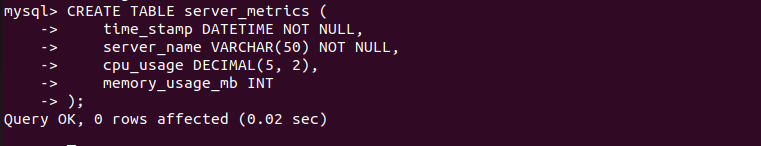 mysql> CREATE TABLE server_metrics (
    ->     time_stamp DATETIME NOT NULL,
    ->     server_name VARCHAR(50) NOT NULL,
    ->     cpu_usage DECIMAL(5, 2),
    ->     memory_usage_mb INT
    -> );
Query OK, 0 rows affected (0.02 sec)